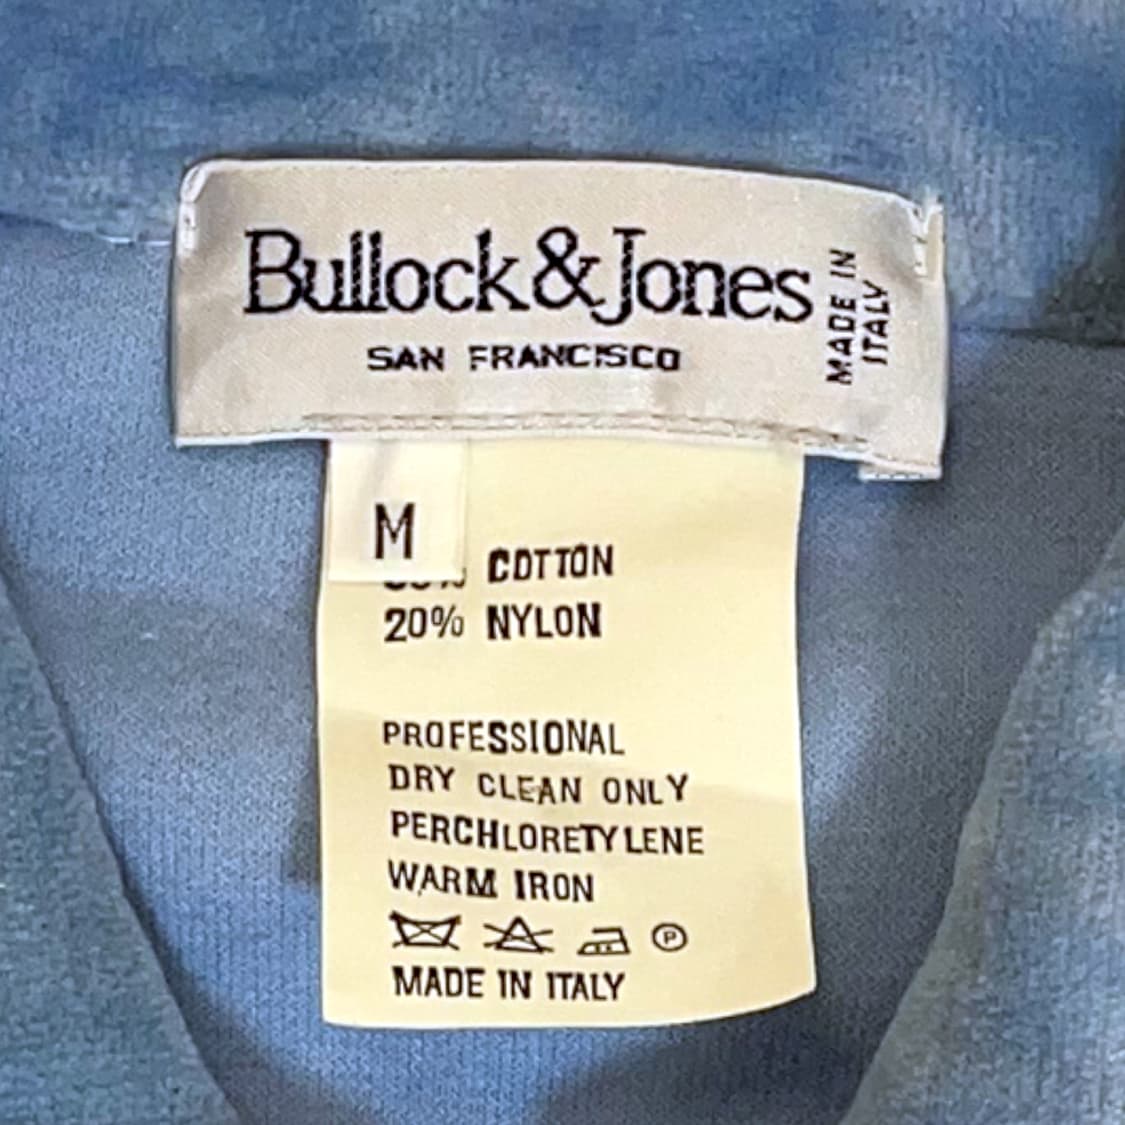 Bullock & Jones
SAN FRANCISCO
MADE IN
ITALY
M
COTTON
20% NYLON
PROFESSIONAL
DRY CLEAN ONLY
PERCHLORETYLENE
WARM IRON
P
MADE IN ITALY